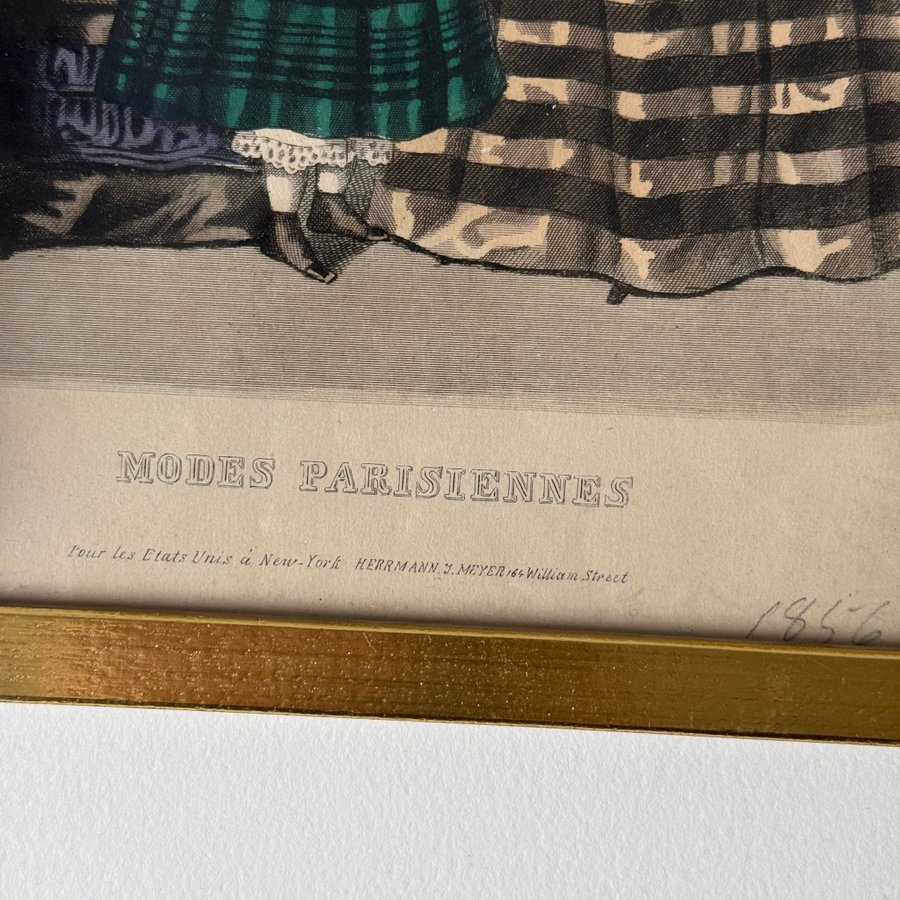 MODES PARISIENNES
Pour les Etats Unis à New-York HERRMANN, J. MEYER 164 William Street
1856